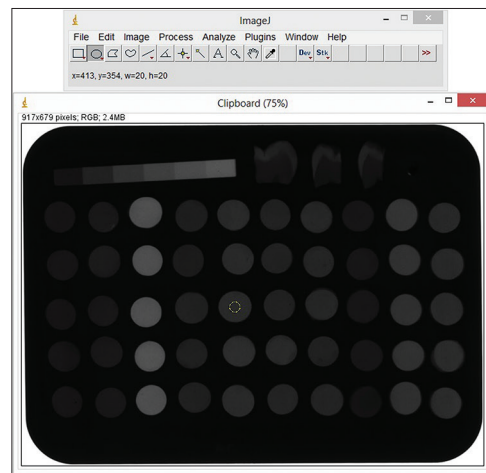 ImageJ
File Edit Image Process Analyze Plugins Window Help
A Dev Stk >>
x=413, y=354, w=20, h=20
Clipboard (75%)
917x679 pixels; RGB; 2.4MB